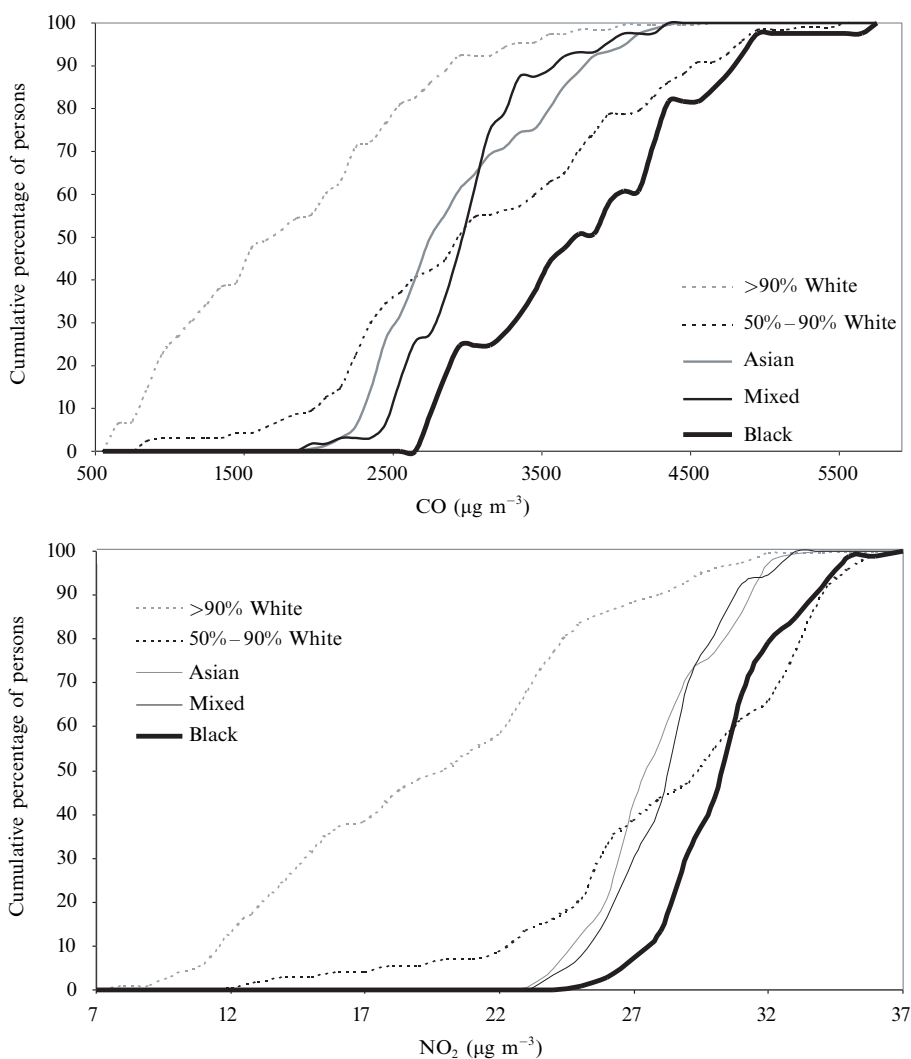 100
90
80
70
60
50
40
30
20
10
0
Cumulative percentage of persons
>90% White
50%–90% White
Asian
Mixed
Black
500 1500 2500 3500 4500 5500
CO (μg m⁻³)
100
90
80
70
60
50
40
30
20
10
0
Cumulative percentage of persons
>90% White
50%–90% White
Asian
Mixed
Black
7 12 17 22 27 32 37
NO₂ (μg m⁻³)